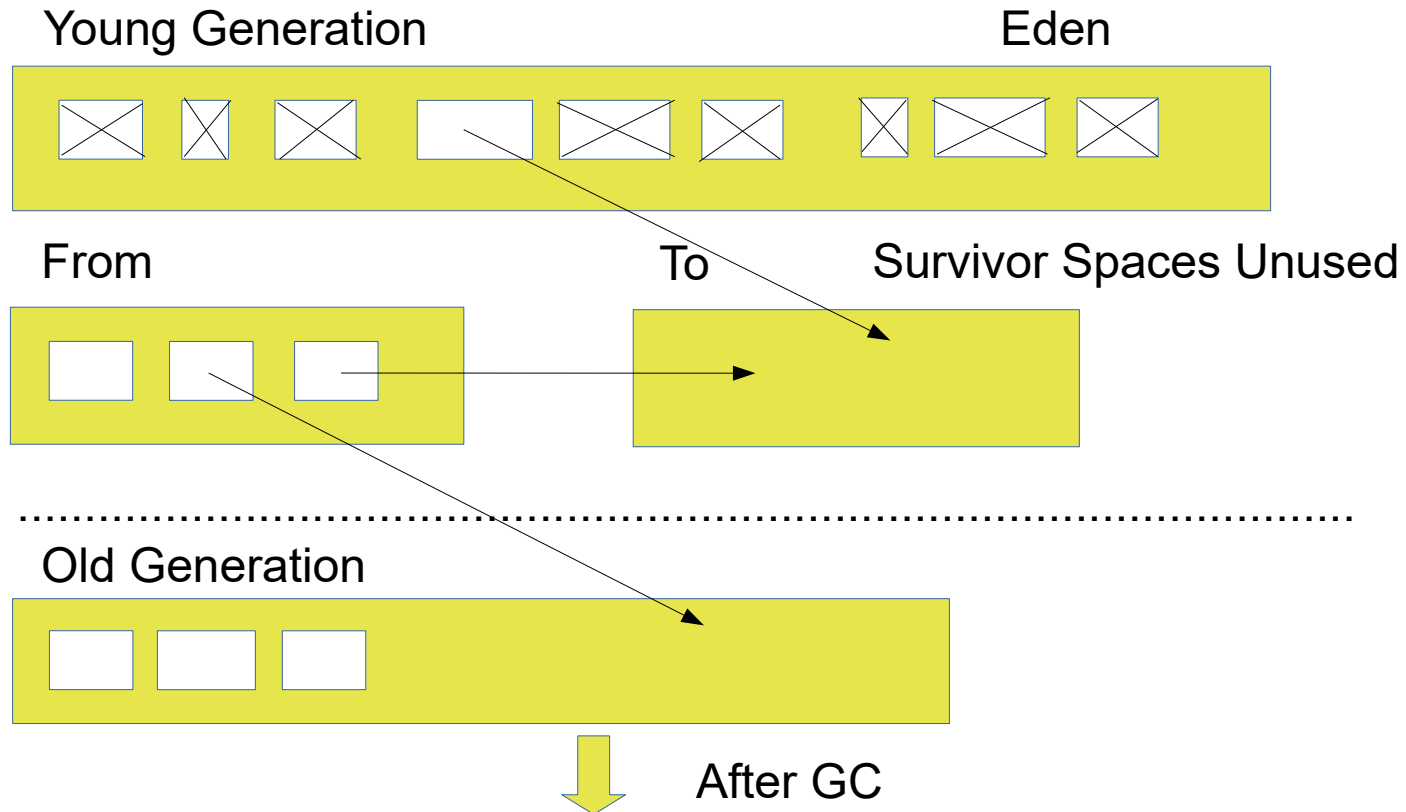 Young Generation
Eden
From
To
Survivor Spaces Unused
Old Generation
After GC